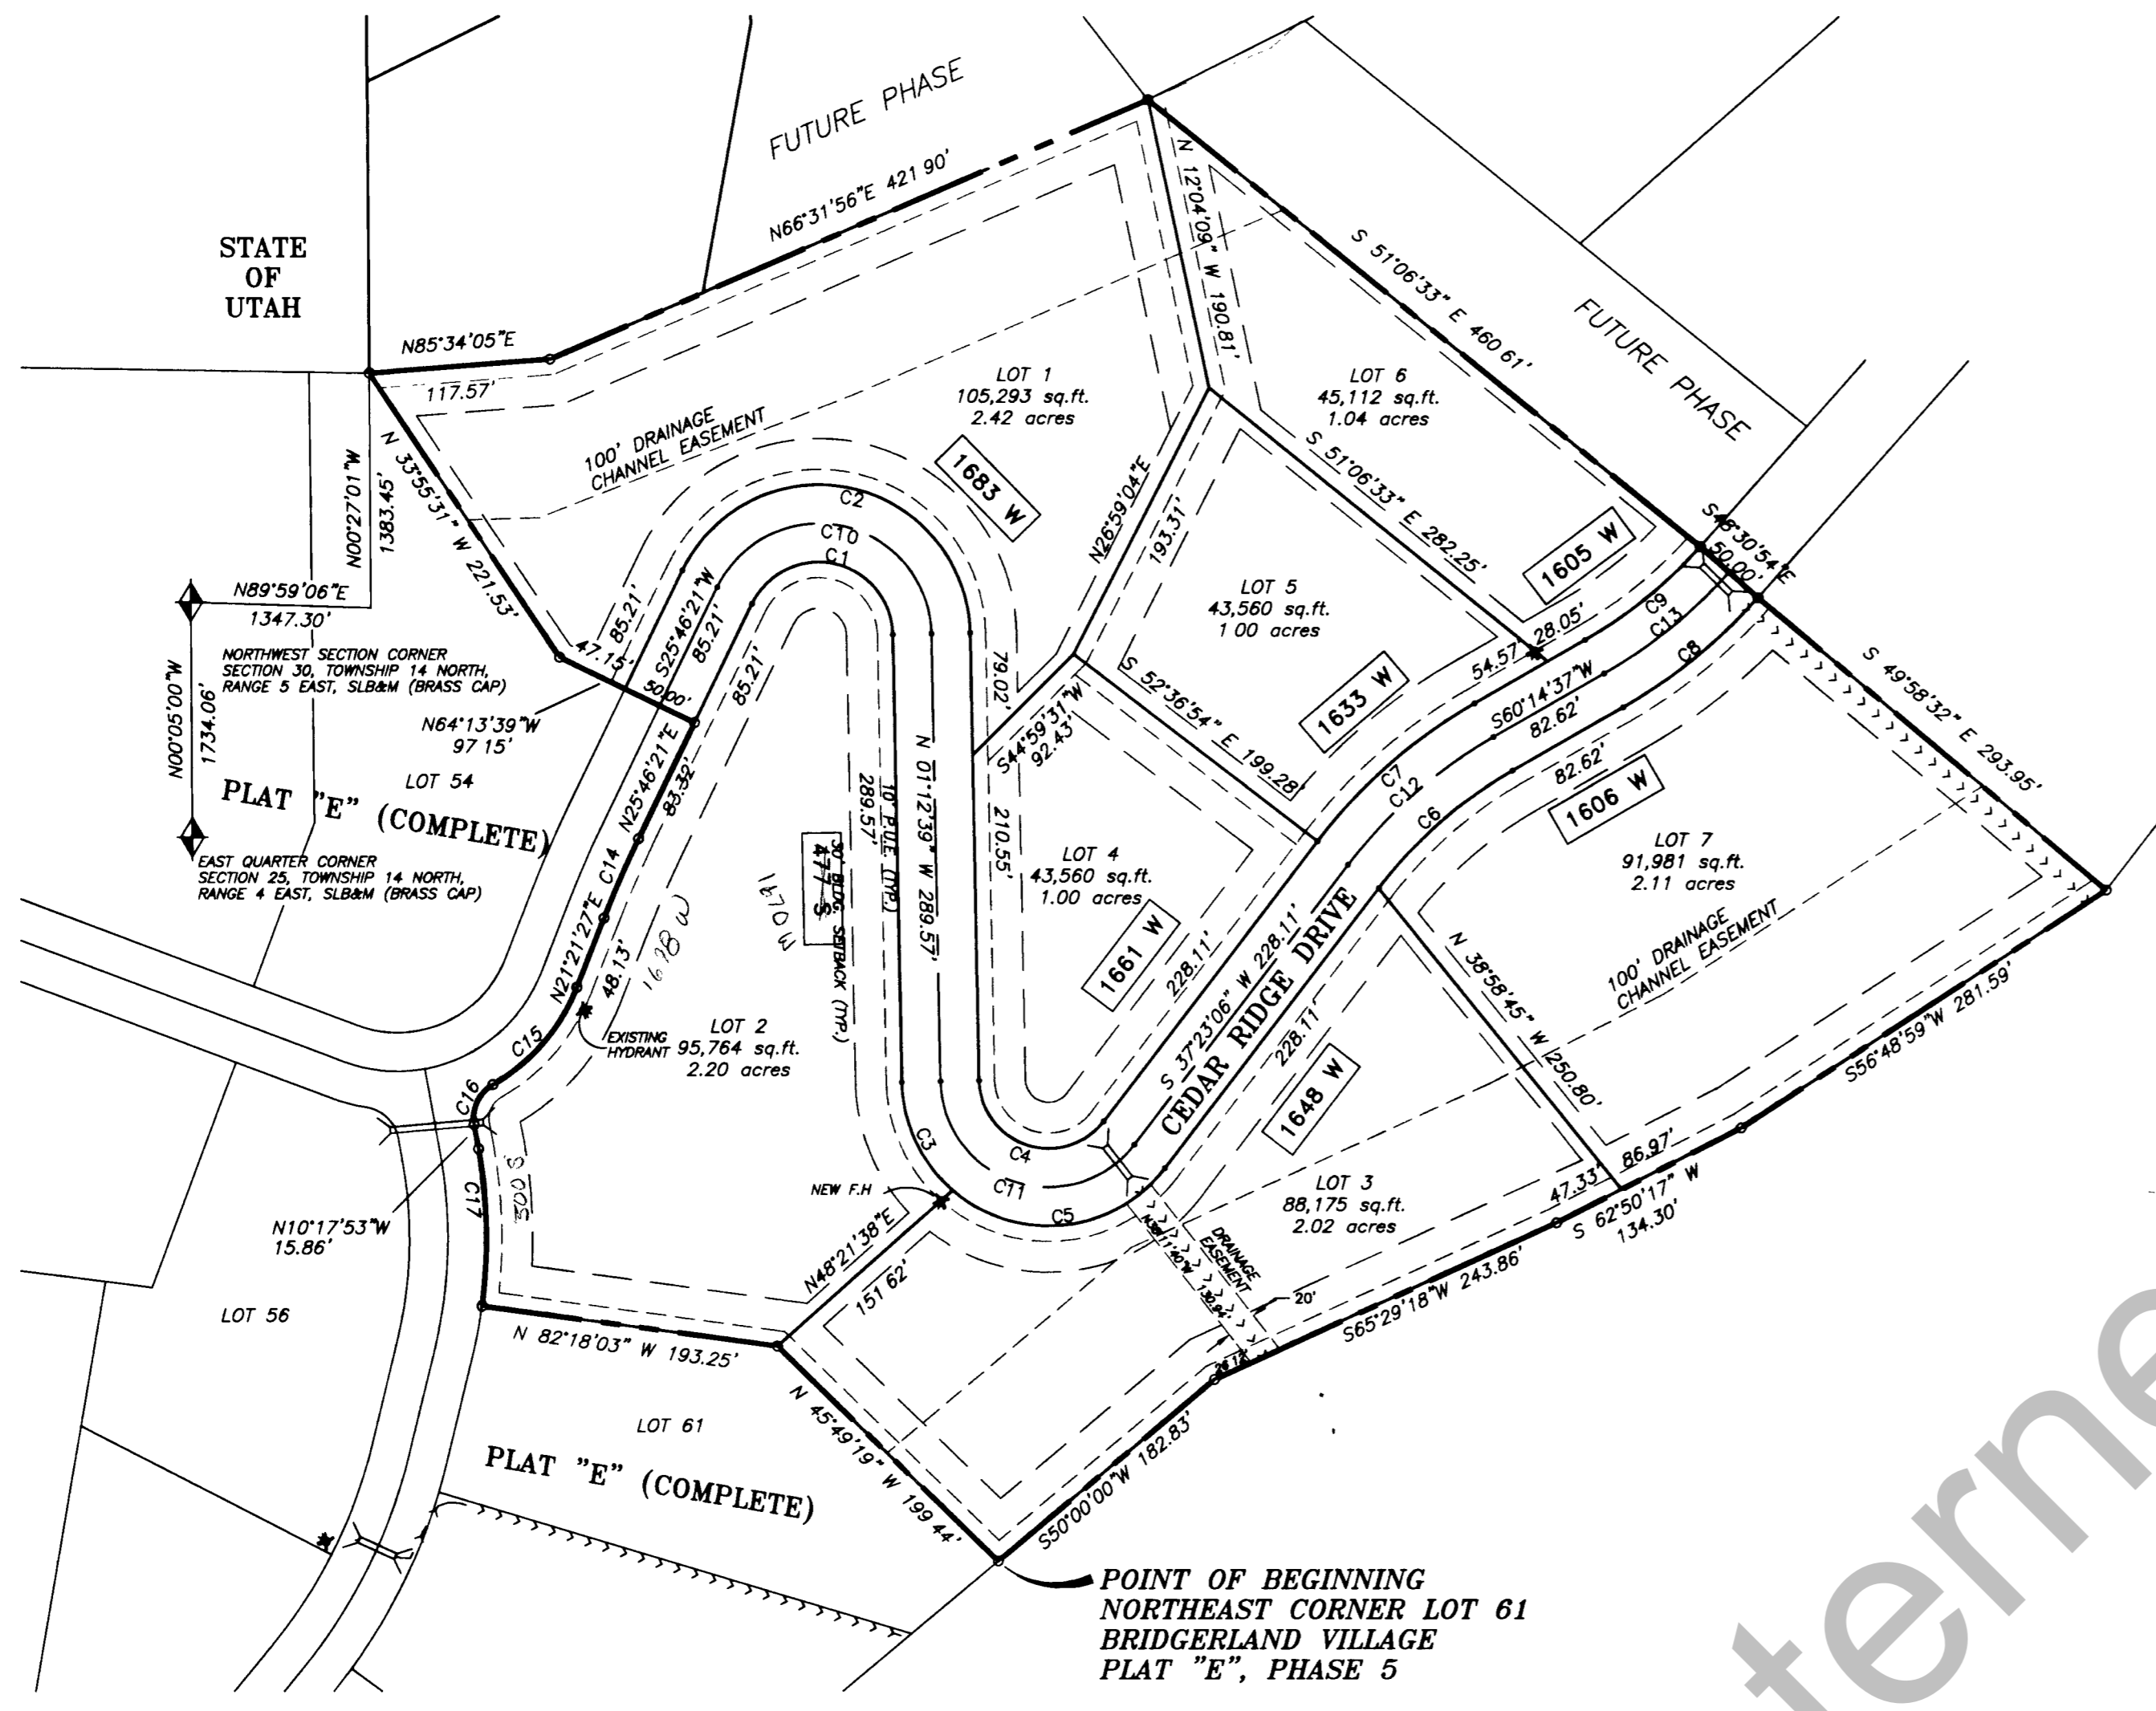 FUTURE PHASE
N66°31'56"E 421 90'
STATE
OF
UTAH
N85°34'05"E
117.57'
N 12°04'09" W 190.81'
S 51°06'33" E 460 61'
FUTURE PHASE
LOT 1
105,293 sq.ft.
2.42 acres
LOT 6
45,112 sq.ft.
1.04 acres
100' DRAINAGE
CHANNEL EASEMENT
N 33°55'31" W 221.53'
N00°27'01"W
1383.45'
1683 W
C2
C10
C1
N26°59'04"E
193.31'
S 51°06'33" E 282.25'
1605 W
S48°30'54"E
50.00'
N89°59'06"E
1347.30'
NORTHWEST SECTION CORNER
SECTION 30, TOWNSHIP 14 NORTH,
RANGE 5 EAST, SLB&M (BRASS CAP)
N00°05'00"W
1734.06'
47.15'
85.21'
S25°46'21"W
85.21'
50.00'
85.21'
LOT 5
43,560 sq.ft.
1 00 acres
C9
C13
C8
28.05'
54.57'
S60°14'37"W
82.62'
82.62'
S 49°58'32" E 293.95'
N64°13'39"W
97 15'
79.02'
S44°59'31"W
92.43'
S 52°36'54" E 199.28'
1633 W
C7
C12
C6
1606 W
LOT 54
PLAT "E" (COMPLETE)
EAST QUARTER CORNER
SECTION 25, TOWNSHIP 14 NORTH,
RANGE 4 EAST, SLB&M (BRASS CAP)
N25°46'21"E
83.32'
C14
N21°21'27"E
48.13'
1678 W
477 S
30' BLDG. SETBACK (TYP.)
289.57'
10' P.U.E. (TYP.)
N 01°12'39" W 289.57'
210.55'
LOT 4
43,560 sq.ft.
1.00 acres
1661 W
228.11'
S 37°23'06" W 228.11'
CEDAR RIDGE DRIVE
228.11'
1648 W
LOT 7
91,981 sq.ft.
2.11 acres
100' DRAINAGE
CHANNEL EASEMENT
N 38°58'45" W 250.80'
S56°48'59"W 281.59'
C15
C16
EXISTING
HYDRANT
LOT 2
95,764 sq.ft.
2.20 acres
C17
500 S
N10°17'53"W
15.86'
NEW F.H
C3
C4
C11
C5
N48°21'38"E
151 62'
LOT 3
88,175 sq.ft.
2.02 acres
DRAINAGE
EASEMENT
20'
47.33'
86.97'
S 62°50'17" W
134.30'
S65°29'18"W 243.86'
LOT 56
N 82°18'03" W 193.25'
LOT 61
PLAT "E" (COMPLETE)
N 45°49'19" W 199 44'
S50°00'00"W 182.83'
POINT OF BEGINNING
NORTHEAST CORNER LOT 61
BRIDGERLAND VILLAGE
PLAT "E", PHASE 5
terne